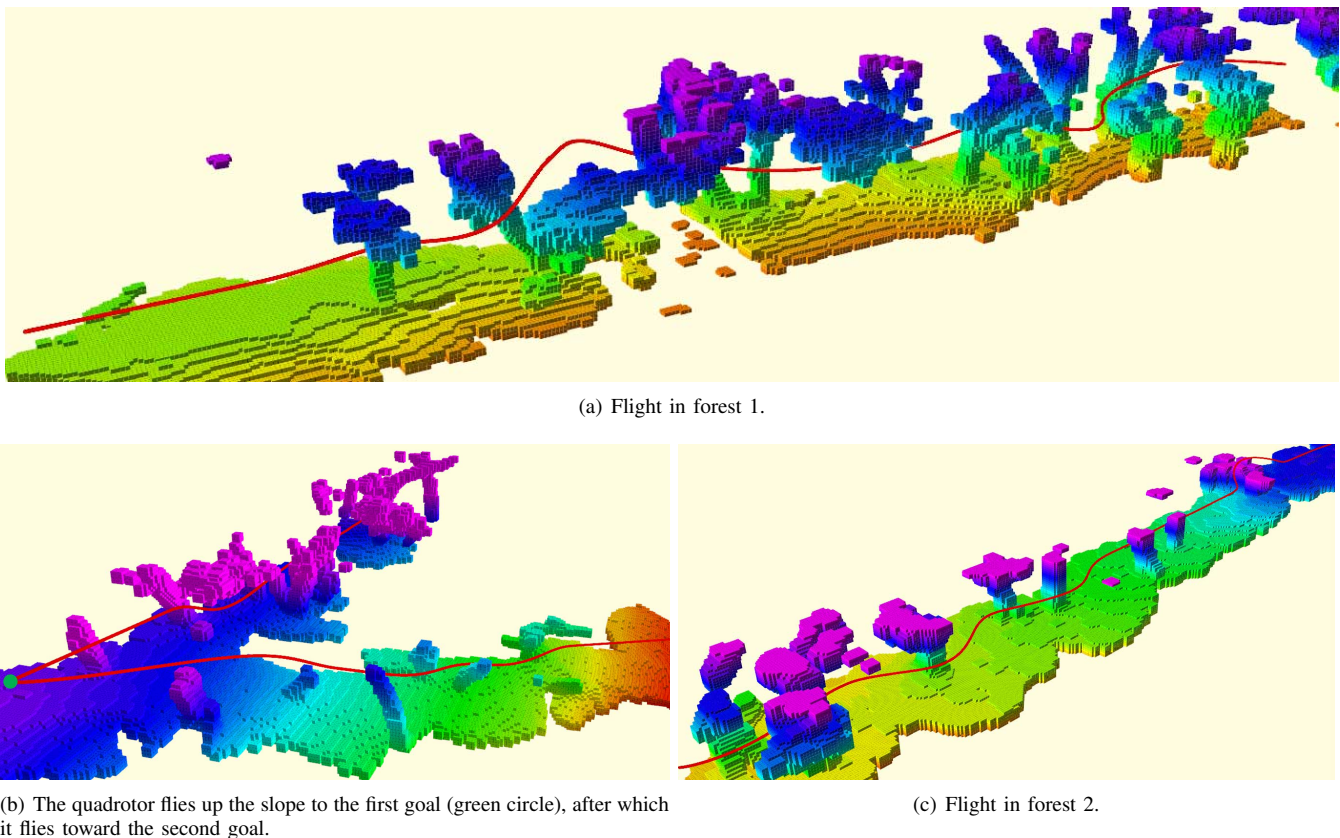 (a) Flight in forest 1.
(b) The quadrotor flies up the slope to the first goal (green circle), after which
it flies toward the second goal.
(c) Flight in forest 2.